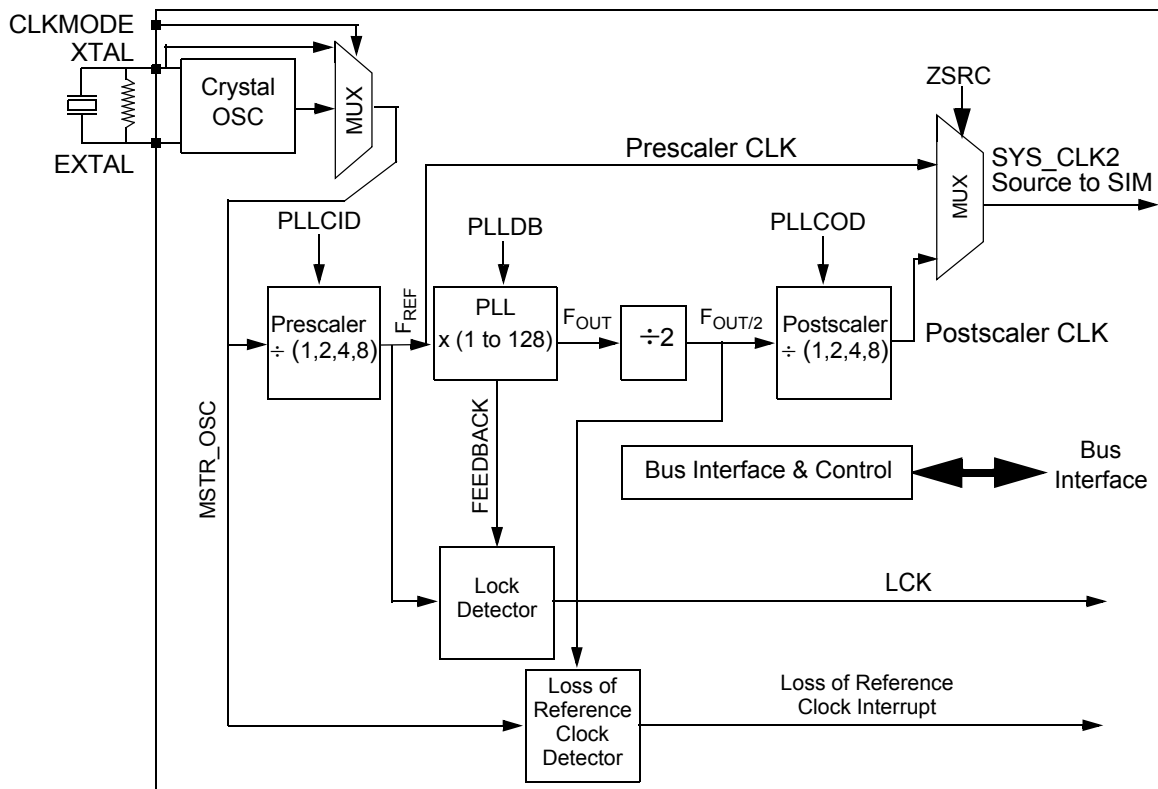 CLKMODE
XTAL
EXTAL
Crystal
OSC
MUX
ZSRC
Prescaler CLK
MUX
SYS_CLK2
Source to SIM
PLLCID
PLLDB
PLLCOD
Prescaler
÷ (1,2,4,8)
FREF
PLL
x (1 to 128)
FOUT
÷2
FOUT/2
Postscaler
÷ (1,2,4,8)
Postscaler CLK
MSTR_OSC
FEEDBACK
Bus Interface & Control
Bus
Interface
Lock
Detector
LCK
Loss of
Reference
Clock
Detector
Loss of Reference
Clock Interrupt